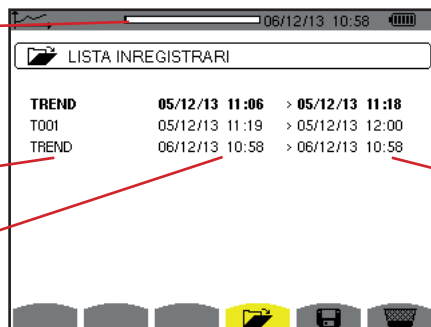 06/12/13 10:58
LISTA INREGISTRARI
TREND 05/12/13 11:06 > 05/12/13 11:18
T001 05/12/13 11:19 > 05/12/13 12:00
TREND 06/12/13 10:58 > 06/12/13 10:58